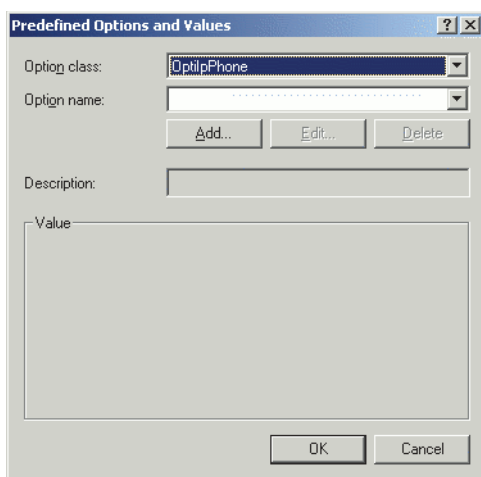 Predefined Options and Values
Option class: OptiIpPhone
Option name:
Add... Edit... Delete
Description:
Value
OK Cancel